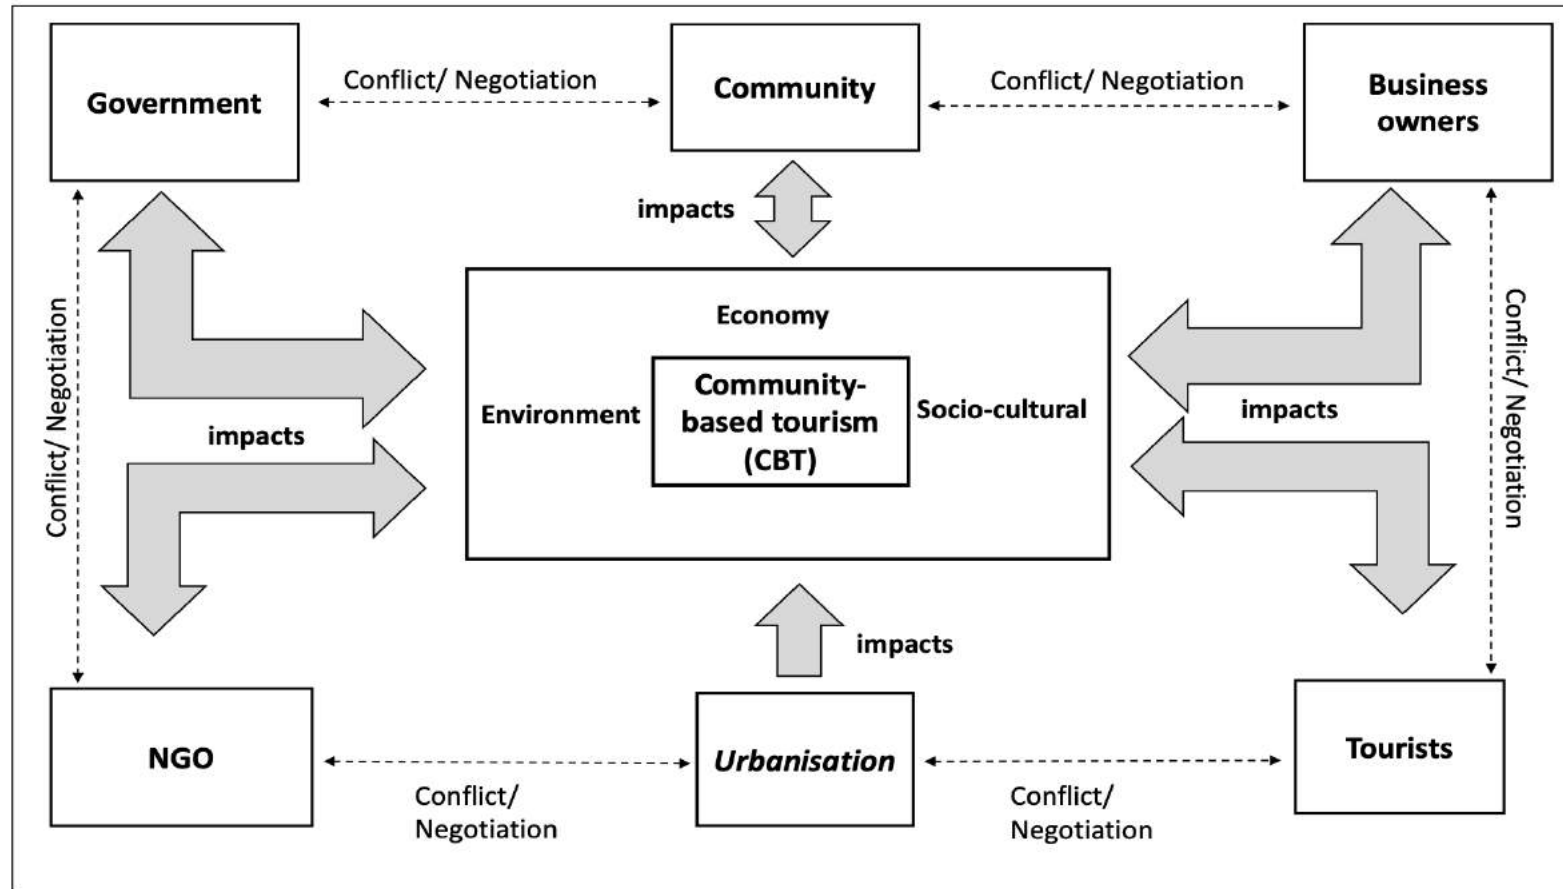 Government
Conflict/ Negotiation
Community
Conflict/ Negotiation
Business
owners
impacts
Conflict/ Negotiation
Economy
Environment
Community-
based tourism
(CBT)
Socio-cultural
impacts
impacts
Conflict/ Negotiation
impacts
NGO
Conflict/
Negotiation
Urbanisation
Conflict/
Negotiation
Tourists